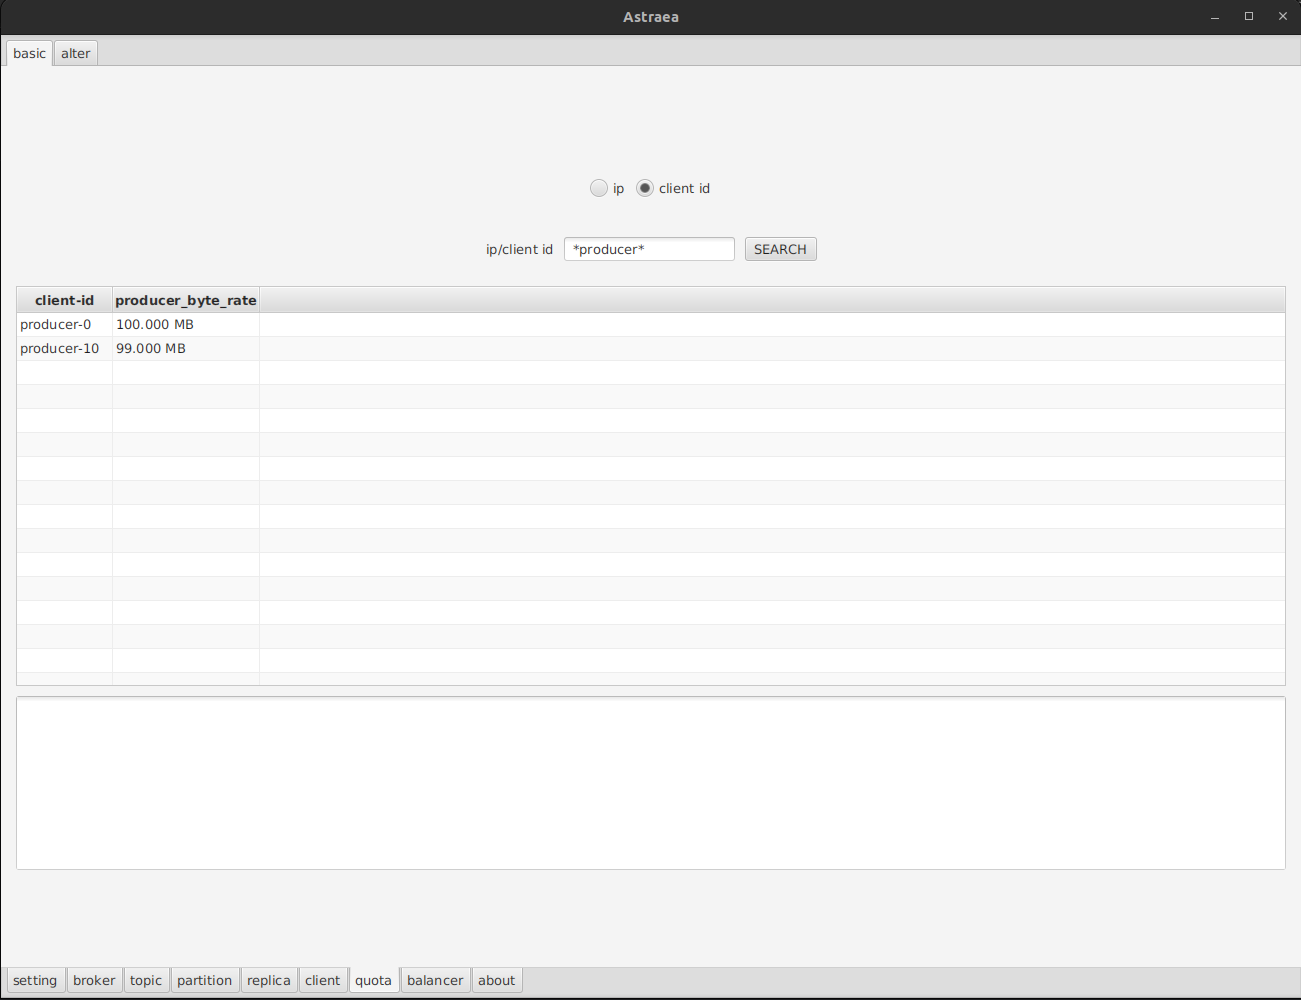 Astraea
basic alter
ip client id
ip/client id *producer* SEARCH
client-id producer_byte_rate
producer-0 100.000 MB
producer-10 99.000 MB
setting broker topic partition replica client quota balancer about